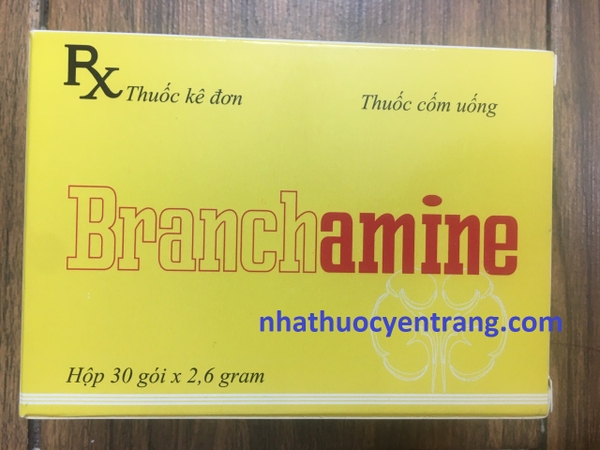 Rx Thuốc kê đơn
Thuốc cốm uống
Branchamine
nhathuocyentrang.com
Hộp 30 gói x 2,6 gram